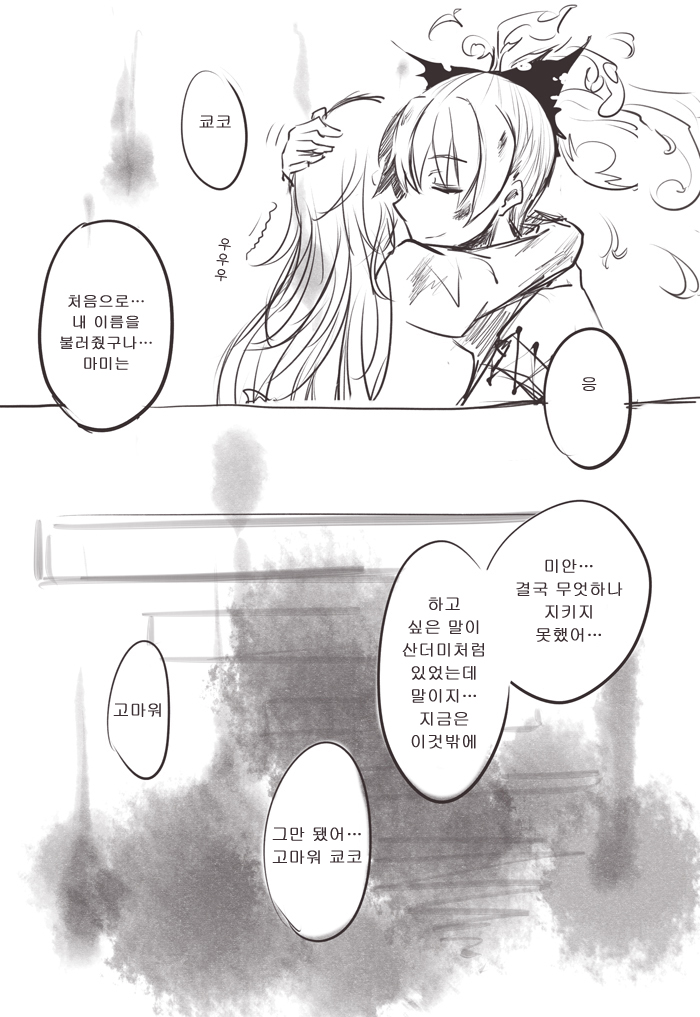 쿄코
우
우
우
처음으로…
내 이름을
불러줬구나…
마미는
응
미안…
결국 무엇하나
지키지
못했어…
하고
싶은 말이
산더미처럼
있었는데
말이지…
지금은
이것밖에
고마워
그만 됐어…
고마워 쿄코